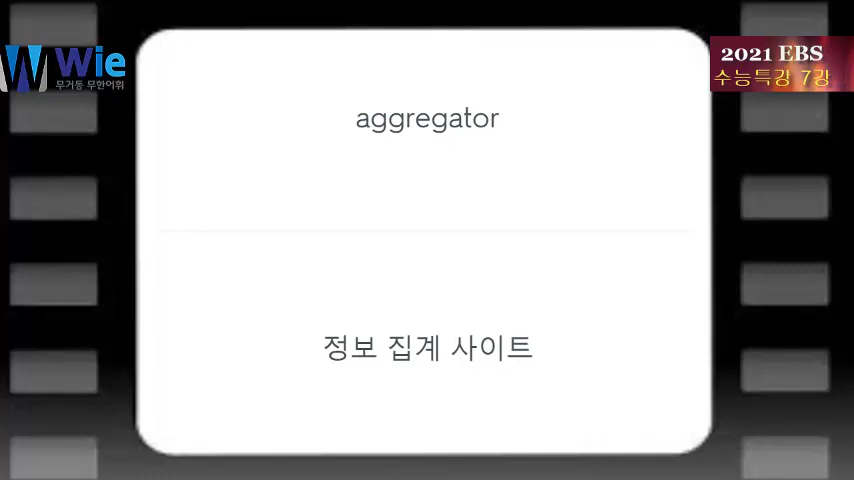 Wie
무거동 무한어휘
2021 EBS
수능특강 7강
aggregator
정보 집계 사이트